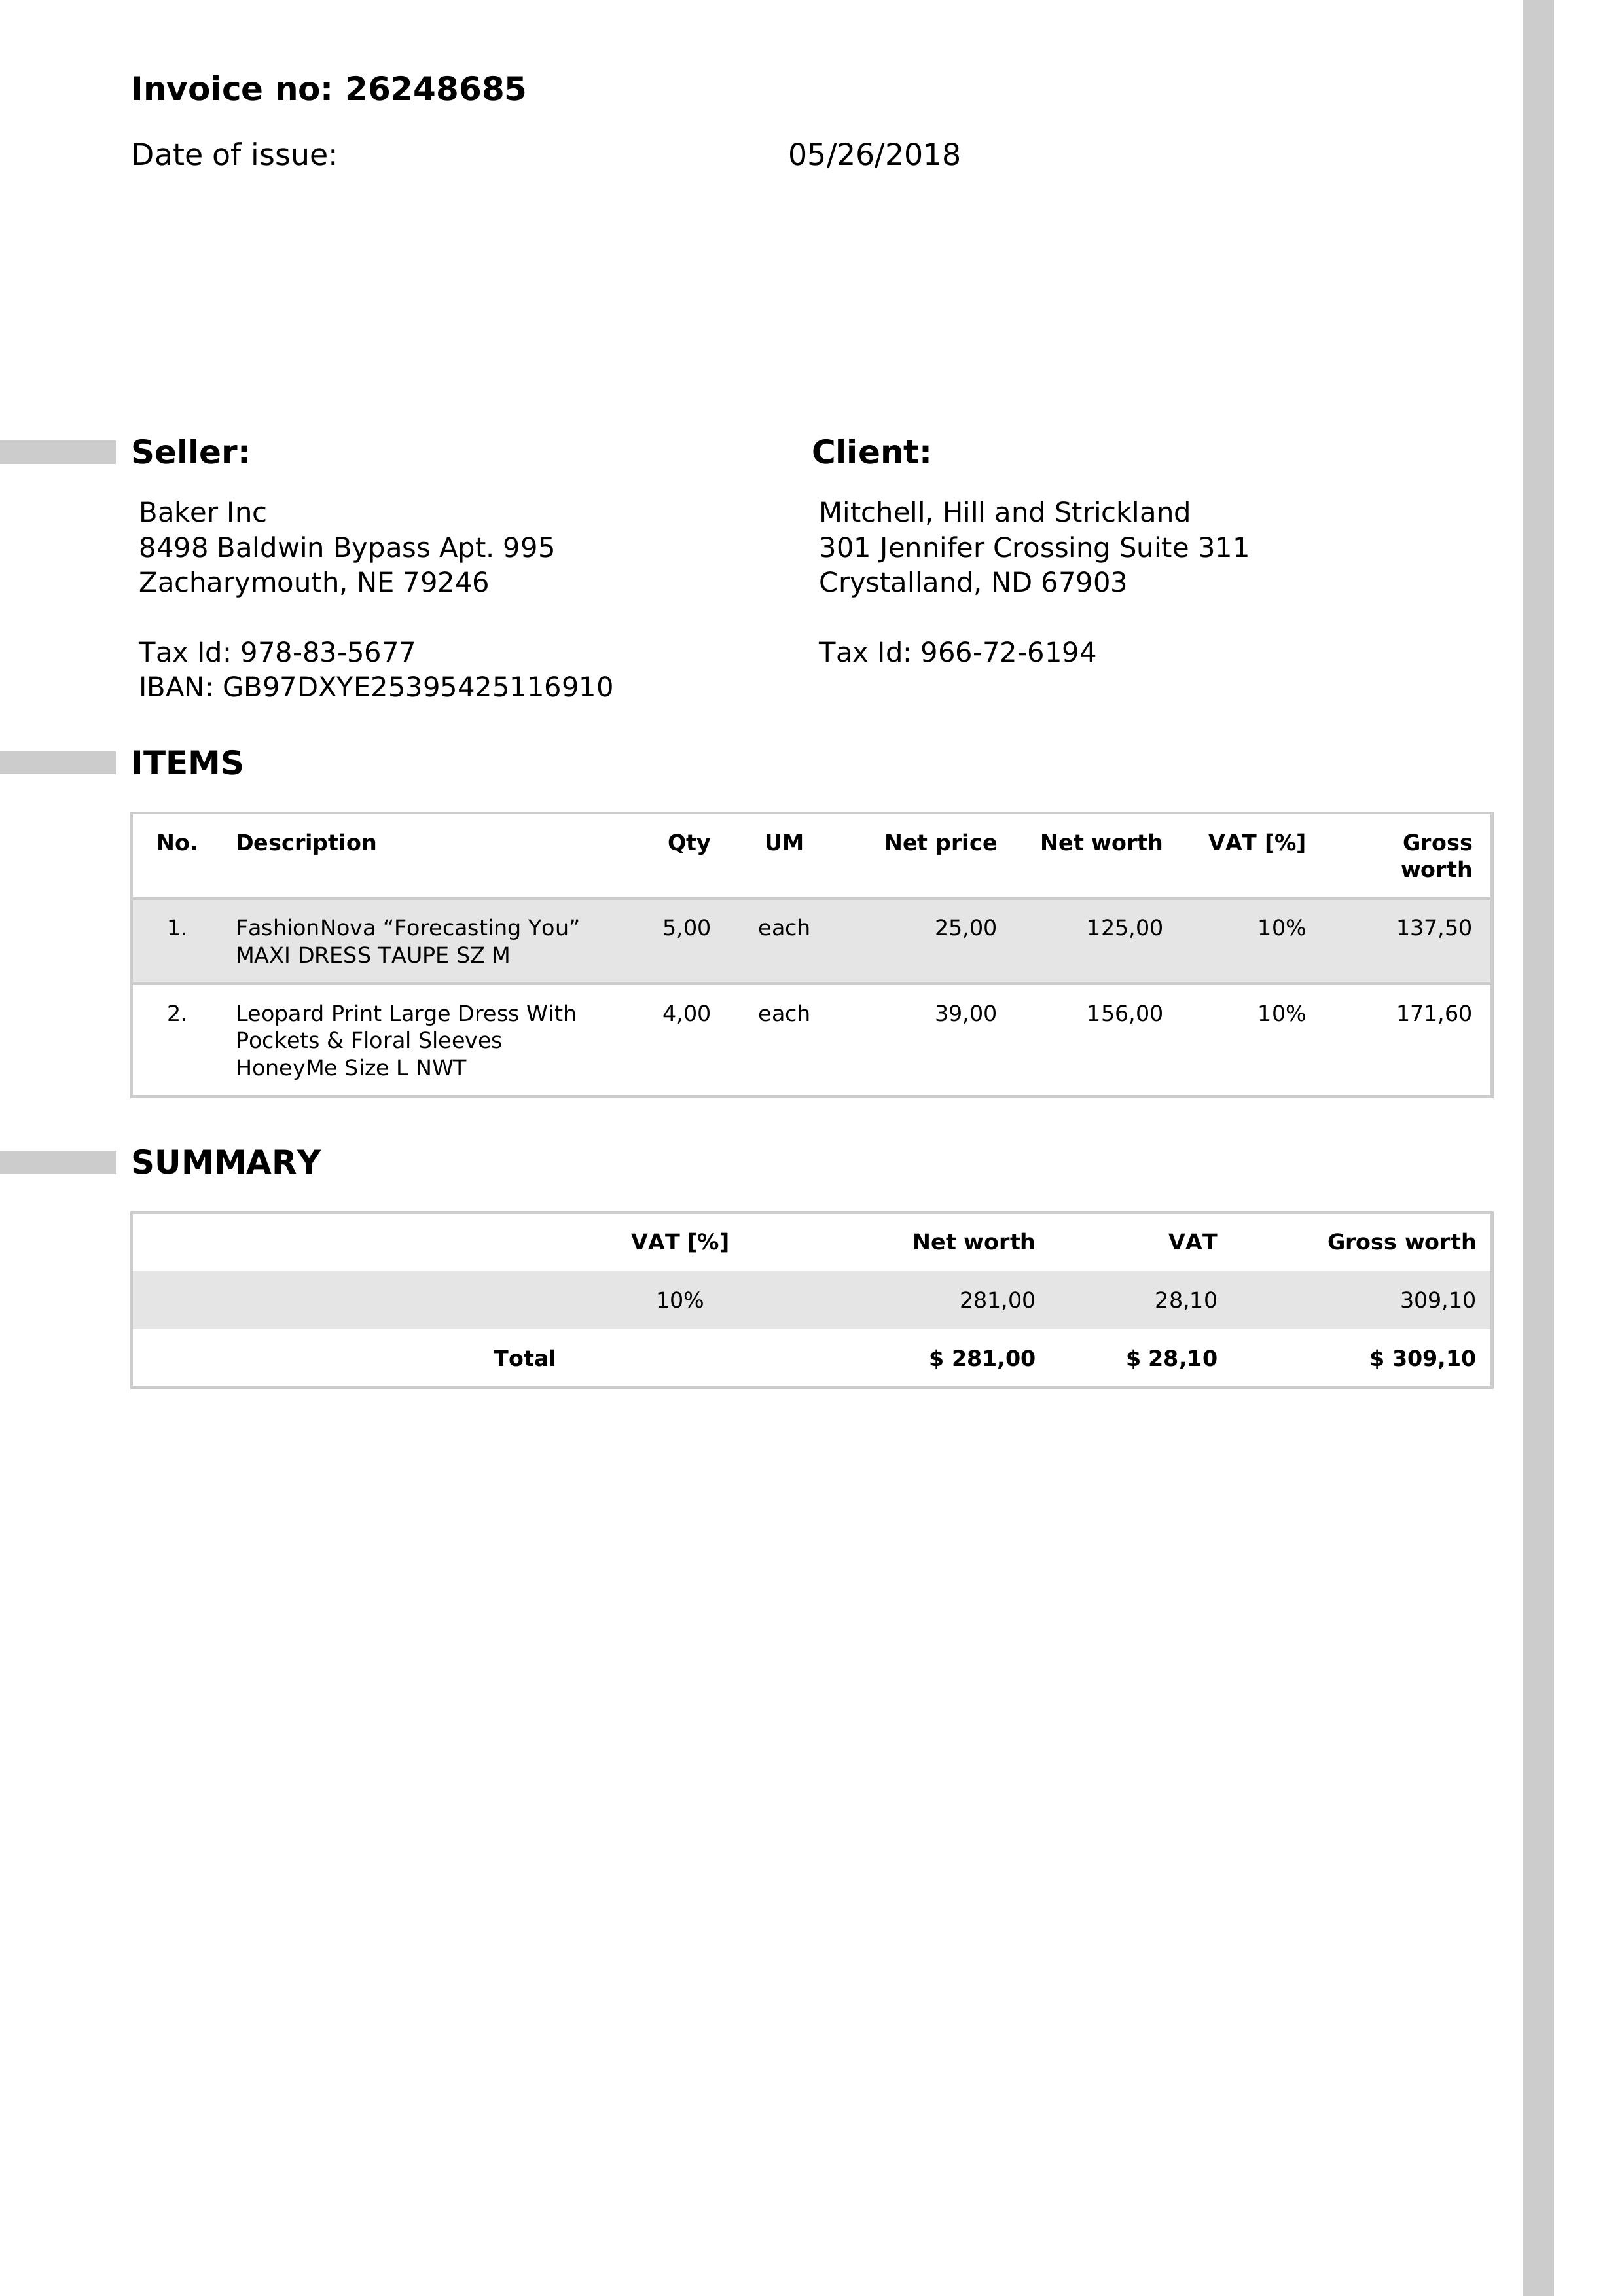 Invoice no: 26248685
Date of issue: 05/26/2018
Seller:
Baker Inc
8498 Baldwin Bypass Apt. 995
Zacharymouth, NE 79246
Tax Id: 978-83-5677
IBAN: GB97DXYE25395425116910
Client:
Mitchell, Hill and Strickland
301 Jennifer Crossing Suite 311
Crystalland, ND 67903
Tax Id: 966-72-6194
ITEMS
No. Description Qty UM Net price Net worth VAT [%] Gross
worth
1. FashionNova “Forecasting You” 5,00 each 25,00 125,00 10% 137,50
MAXI DRESS TAUPE SZ M
2. Leopard Print Large Dress With 4,00 each 39,00 156,00 10% 171,60
Pockets & Floral Sleeves
HoneyMe Size L NWT
SUMMARY
VAT [%] Net worth VAT Gross worth
10% 281,00 28,10 309,10
Total $ 281,00 $ 28,10 $ 309,10